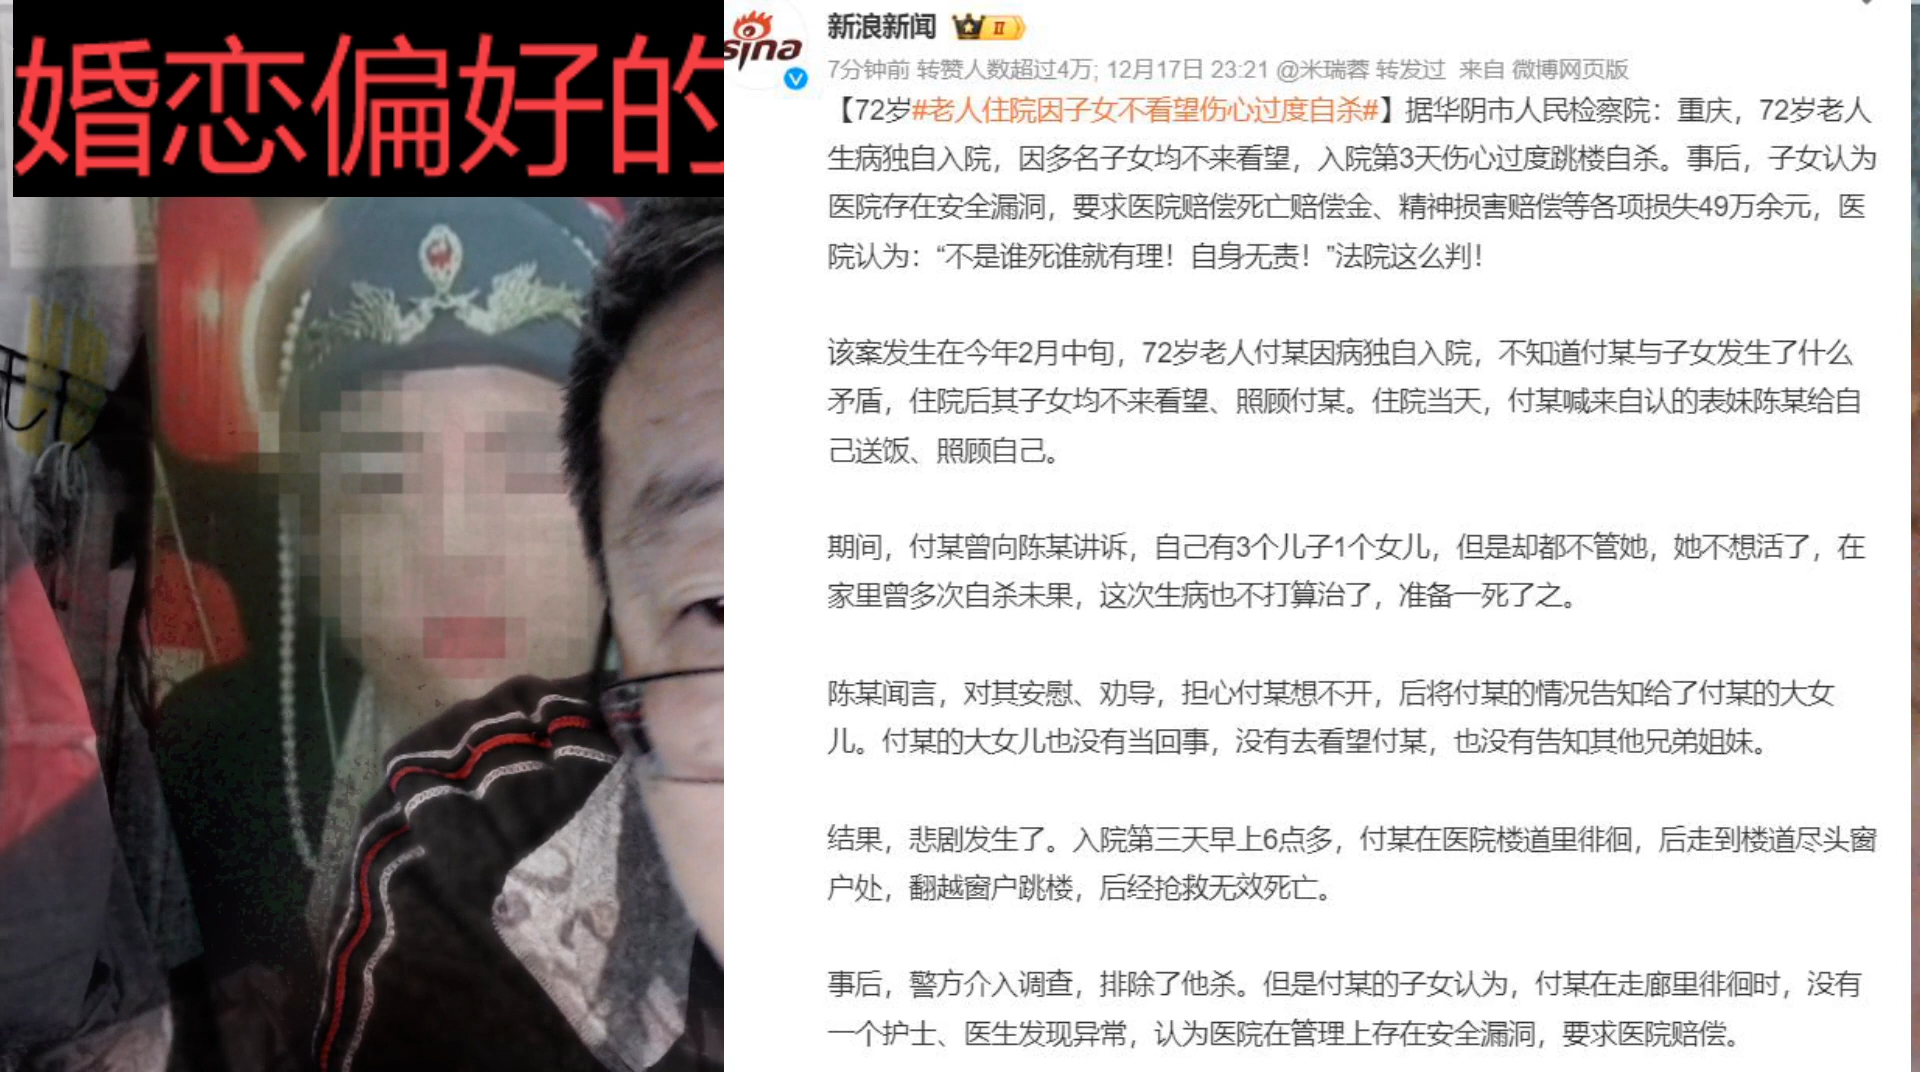 婚恋偏好的
sina
新浪新闻 II
7分钟前 转赞人数超过4万; 12月17日 23:21 @米瑞蓉 转发过 来自 微博网页版
【72岁#老人住院因子女不看望伤心过度自杀#】据华阴市人民检察院：重庆，72岁老人
生病独自入院，因多名子女均不来看望，入院第3天伤心过度跳楼自杀。事后，子女认为
医院存在安全漏洞，要求医院赔偿死亡赔偿金、精神损害赔偿等各项损失49万余元，医
院认为：“不是谁死谁就有理！自身无责！”法院这么判！
该案发生在今年2月中旬，72岁老人付某因病独自入院，不知道付某与子女发生了什么
矛盾，住院后其子女均不来看望、照顾付某。住院当天，付某喊来自认的表妹陈某给自
己送饭、照顾自己。
期间，付某曾向陈某讲诉，自己有3个儿子1个女儿，但是却都不管她，她不想活了，在
家里曾多次自杀未果，这次生病也不打算治了，准备一死了之。
陈某闻言，对其安慰、劝导，担心付某想不开，后将付某的情况告知给了付某的大女
儿。付某的大女儿也没有当回事，没有去看望付某，也没有告知其他兄弟姐妹。
结果，悲剧发生了。入院第三天早上6点多，付某在医院楼道里徘徊，后走到楼道尽头窗
户处，翻越窗户跳楼，后经抢救无效死亡。
事后，警方介入调查，排除了他杀。但是付某的子女认为，付某在走廊里徘徊时，没有
一个护士、医生发现异常，认为医院在管理上存在安全漏洞，要求医院赔偿。